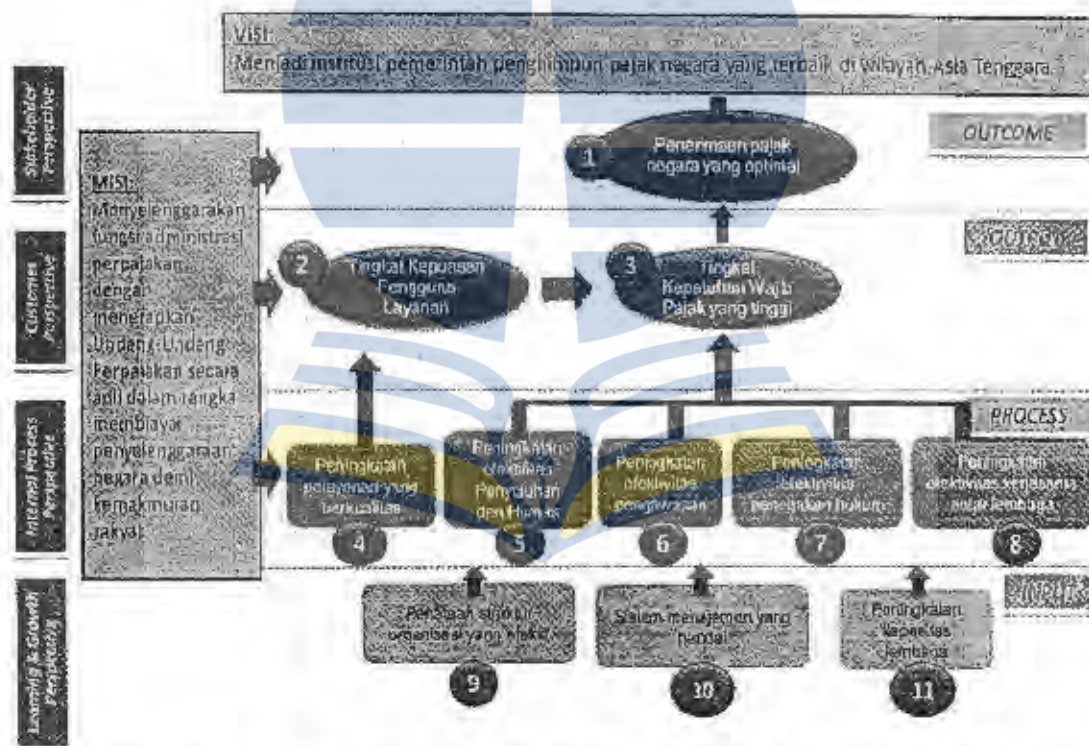 VISI:
Menjadi institusi pemerintah penghimpun pajak negara yang terbaik di wilayah Asia Tenggara.
Stakeholder
Perspective
OUTCOME
1
Penerimaan pajak
negara yang optimal
MISI:
Menyelenggarakan
fungsi administrasi
perpajakan
dengan
menerapkan
Undang-Undang
Perpajakan secara
adil dalam rangka
membiayai
penyelenggaraan
negara demi
kemakmuran
rakyat
Customer
Perspective
2
Tingkat Kepuasan
Pengguna
Layanan
3
Tingkat
Kepatuhan Wajib
Pajak yang tinggi
Internal Process
Perspective
PROCESS
Peningkatan
pelayanan yang
berkualitas
4
Peningkatan
efektivitas
Penyuluhan
dan Humas
5
Peningkatan
efektivitas
pengawasan
6
Peningkatan
efektivitas
penegakan hukum
7
Peningkatan
efektivitas kerjasama
antar lembaga
8
Learning & Growth
Perspective
INPUT
Penataan struktur
organisasi yang
9
Sistem manajemen yang
handal
10
Peningkatan
kapasitas
11